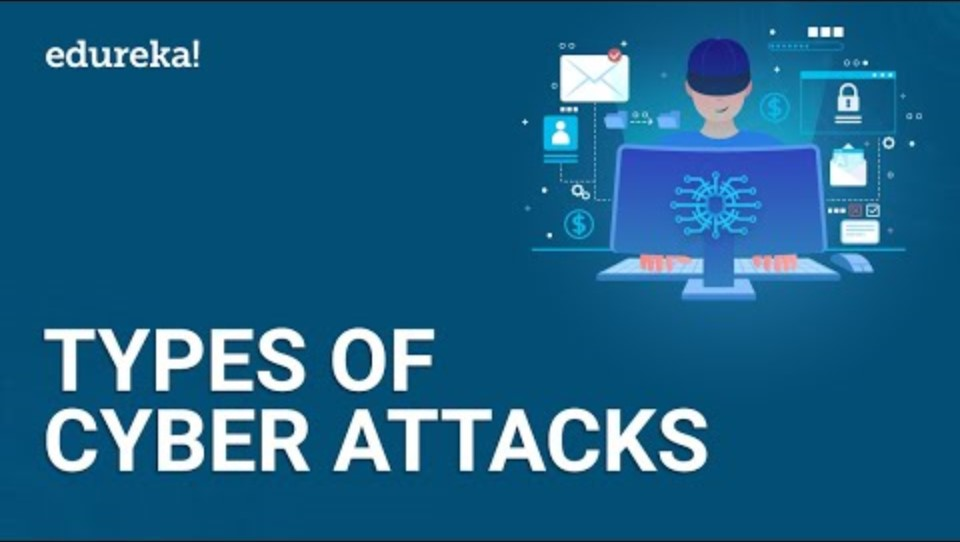 edureka!
TYPES OF
CYBER ATTACKS